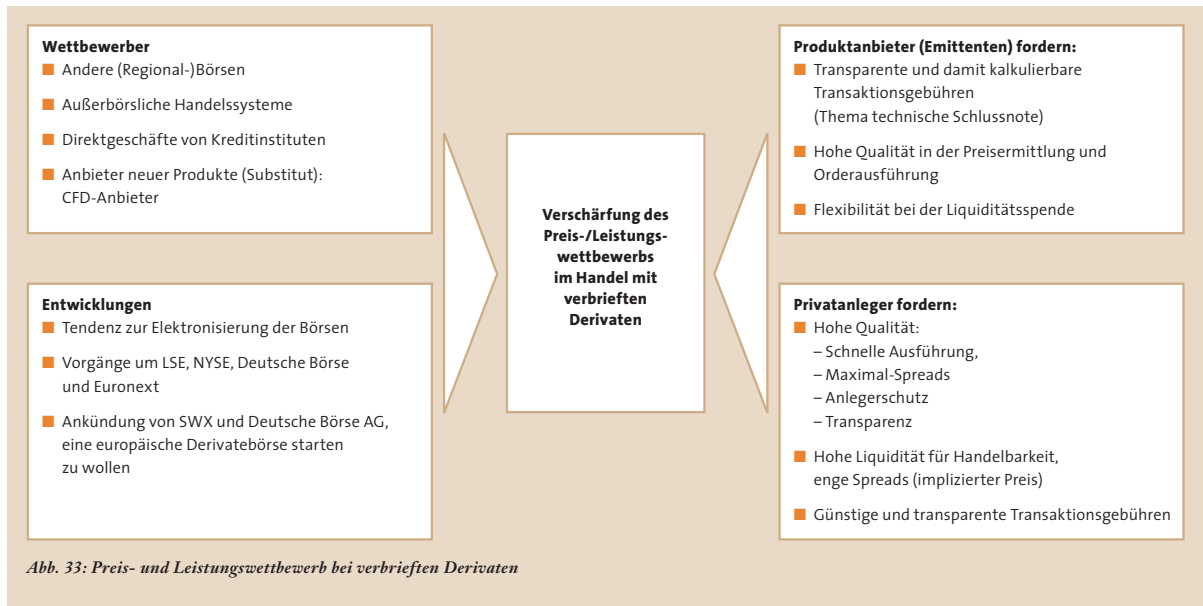 Wettbewerber
■ Andere (Regional-)Börsen
■ Außerbörsliche Handelssysteme
■ Direktgeschäfte von Kreditinstituten
■ Anbieter neuer Produkte (Substitut):
CFD-Anbieter
Entwicklungen
■ Tendenz zur Elektronisierung der Börsen
■ Vorgänge um LSE, NYSE, Deutsche Börse
und Euronext
■ Ankündung von SWX und Deutsche Börse AG,
eine europäische Derivatebörse starten
zu wollen
Verschärfung des
Preis-/Leistungs-
wettbewerbs
im Handel mit
verbrieften
Derivaten
Produktanbieter (Emittenten) fordern:
■ Transparente und damit kalkulierbare
Transaktionsgebühren
(Thema technische Schlussnote)
■ Hohe Qualität in der Preisermittlung und
Orderausführung
■ Flexibilität bei der Liquiditätsspende
Privatanleger fordern:
■ Hohe Qualität:
– Schnelle Ausführung,
– Maximal-Spreads
– Anlegerschutz
– Transparenz
■ Hohe Liquidität für Handelbarkeit,
enge Spreads (implizierter Preis)
■ Günstige und transparente Transaktionsgebühren
Abb. 33: Preis- und Leistungswettbewerb bei verbrieften Derivaten